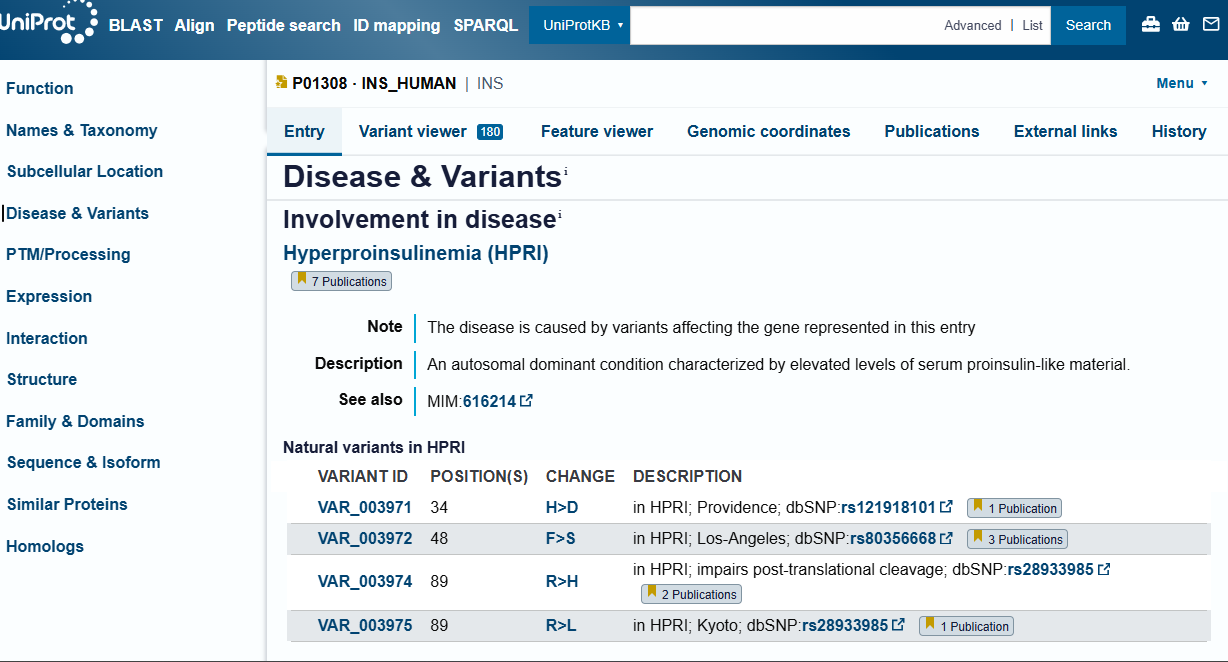 UniProt BLAST Align Peptide search ID mapping SPARQL UniProtKB Advanced | List Search
P01308 · INS_HUMAN | INS Menu
Entry Variant viewer 180 Feature viewer Genomic coordinates Publications External links History
Function
Names & Taxonomy
Subcellular Location
Disease & Variants
PTM/Processing
Expression
Interaction
Structure
Family & Domains
Sequence & Isoform
Similar Proteins
Homologs
Disease & Variants i
Involvement in disease i
Hyperproinsulinemia (HPRI)
7 Publications
Note The disease is caused by variants affecting the gene represented in this entry
Description An autosomal dominant condition characterized by elevated levels of serum proinsulin-like material.
See also MIM:616214
Natural variants in HPRI
VARIANT ID POSITION(S) CHANGE DESCRIPTION
VAR_003971 34 H>D in HPRI; Providence; dbSNP:rs121918101 1 Publication
VAR_003972 48 F>S in HPRI; Los-Angeles; dbSNP:rs80356668 3 Publications
VAR_003974 89 R>H in HPRI; impairs post-translational cleavage; dbSNP:rs28933985
2 Publications
VAR_003975 89 R>L in HPRI; Kyoto; dbSNP:rs28933985 1 Publication